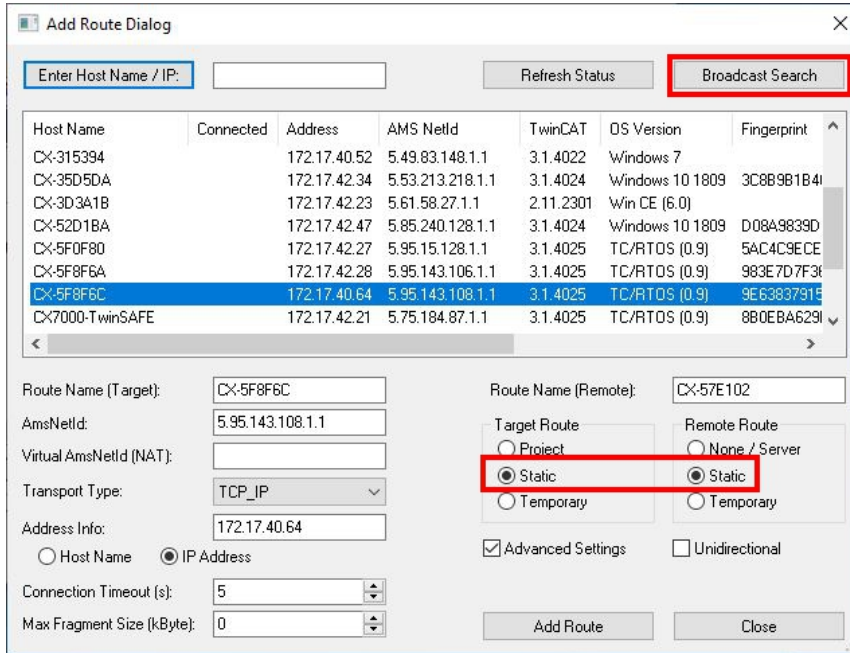 Add Route Dialog
Enter Host Name / IP: Refresh Status Broadcast Search
Host Name Connected Address AMS NetId TwinCAT OS Version Fingerprint
CX-315394 172.17.40.52 5.49.83.148.1.1 3.1.4022 Windows 7
CX-35D5DA 172.17.42.34 5.53.213.218.1.1 3.1.4024 Windows 10 1809 3C8B9B1B4
CX-3D3A1B 172.17.42.23 5.61.58.27.1.1 2.11.2301 Win CE (6.0)
CX-52D1BA 172.17.42.47 5.85.240.128.1.1 3.1.4024 Windows 10 1809 D08A9839D
CX-5F0F80 172.17.42.27 5.95.15.128.1.1 3.1.4025 TC/RTOS (0.9) 5AC4C9ECE
CX-5F8F6A 172.17.42.28 5.95.143.106.1.1 3.1.4025 TC/RTOS (0.9) 983E7D7F3
CX-5F8F6C 172.17.40.64 5.95.143.108.1.1 3.1.4025 TC/RTOS (0.9) 9E63837915
CX7000-TwinSAFE 172.17.42.21 5.75.184.87.1.1 3.1.4025 TC/RTOS (0.9) 8B0EBA629
Route Name (Target): CX-5F8F6C Route Name (Remote): CX-57E102
AmsNetId: 5.95.143.108.1.1 Target Route Remote Route
Virtual AmsNetId (NAT): Project None / Server
Transport Type: TCP_IP Static Static
Address Info: 172.17.40.64 Temporary Temporary
Host Name IP Address Advanced Settings Unidirectional
Connection Timeout (s): 5
Max Fragment Size (kByte): 0 Add Route Close